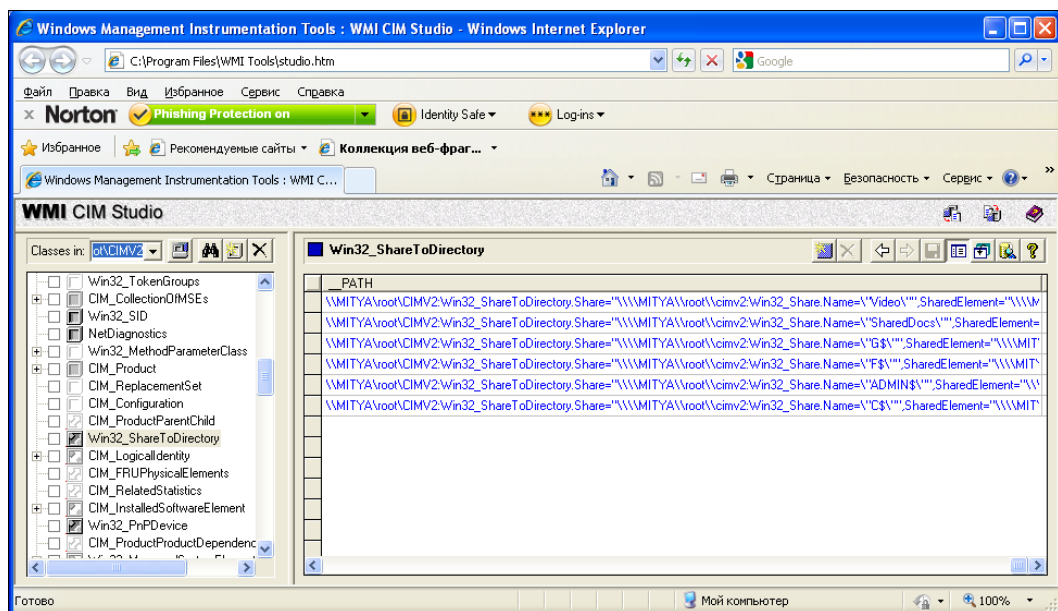 Windows Management Instrumentation Tools : WMI CIM Studio - Windows Internet Explorer
C:\Program Files\WMI Tools\studio.htm
Google
Файл Правка Вид Избранное Сервис Справка
x Norton Phishing Protection on Identity Safe Log-ins
Избранное Рекомендуемые сайты Коллекция веб-фраг...
Windows Management Instrumentation Tools : WMI C...
Страница Безопасность Сервис »
WMI CIM Studio
Classes in: ot\CIMV2
Win32_TokenGroups
CIM_CollectionOfMSEs
Win32_SID
NetDiagnostics
Win32_MethodParameterClass
CIM_Product
CIM_ReplacementSet
CIM_Configuration
CIM_ProductParentChild
Win32_ShareToDirectory
CIM_LogicalIdentity
CIM_FRUPhysicalElements
CIM_RelatedStatistics
CIM_InstalledSoftwareElement
Win32_PnPDevice
CIM_ProductProductDependenc
Win32_ShareToDirectory
__PATH
\\MITYA\root\CIMV2:Win32_ShareToDirectory.Share="\\\\MITYA\\root\\cimv2:Win32_Share.Name=\"Video\"",SharedElement="\\\\M
\\MITYA\root\CIMV2:Win32_ShareToDirectory.Share="\\\\MITYA\\root\\cimv2:Win32_Share.Name=\"SharedDocs\"",SharedElement=
\\MITYA\root\CIMV2:Win32_ShareToDirectory.Share="\\\\MITYA\\root\\cimv2:Win32_Share.Name=\"G$\"",SharedElement="\\\\MIT
\\MITYA\root\CIMV2:Win32_ShareToDirectory.Share="\\\\MITYA\\root\\cimv2:Win32_Share.Name=\"F$\"",SharedElement="\\\\MIT
\\MITYA\root\CIMV2:Win32_ShareToDirectory.Share="\\\\MITYA\\root\\cimv2:Win32_Share.Name=\"ADMIN$\"",SharedElement="\\
\\MITYA\root\CIMV2:Win32_ShareToDirectory.Share="\\\\MITYA\\root\\cimv2:Win32_Share.Name=\"C$\"",SharedElement="\\\\MIT
Готово
Мой компьютер
100%